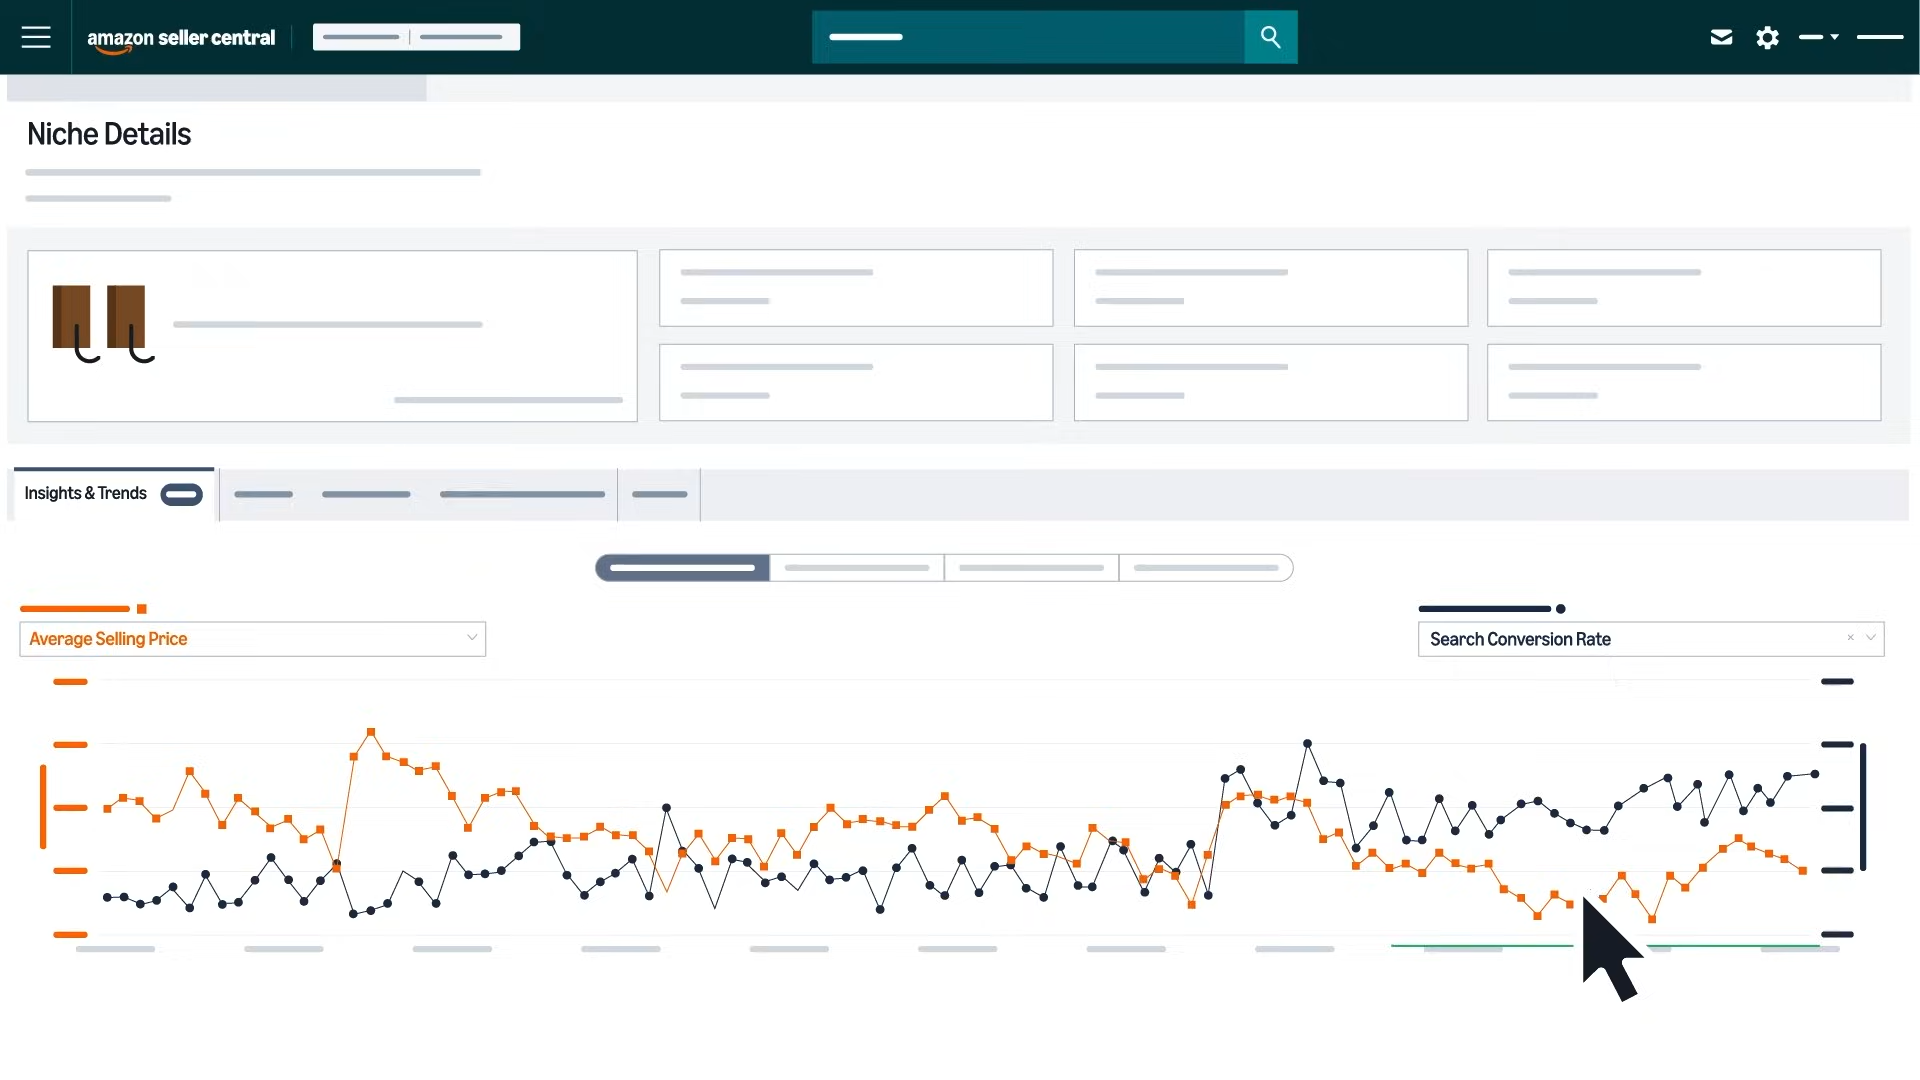 amazon seller central
Niche Details
Insights & Trends
Average Selling Price
Search Conversion Rate